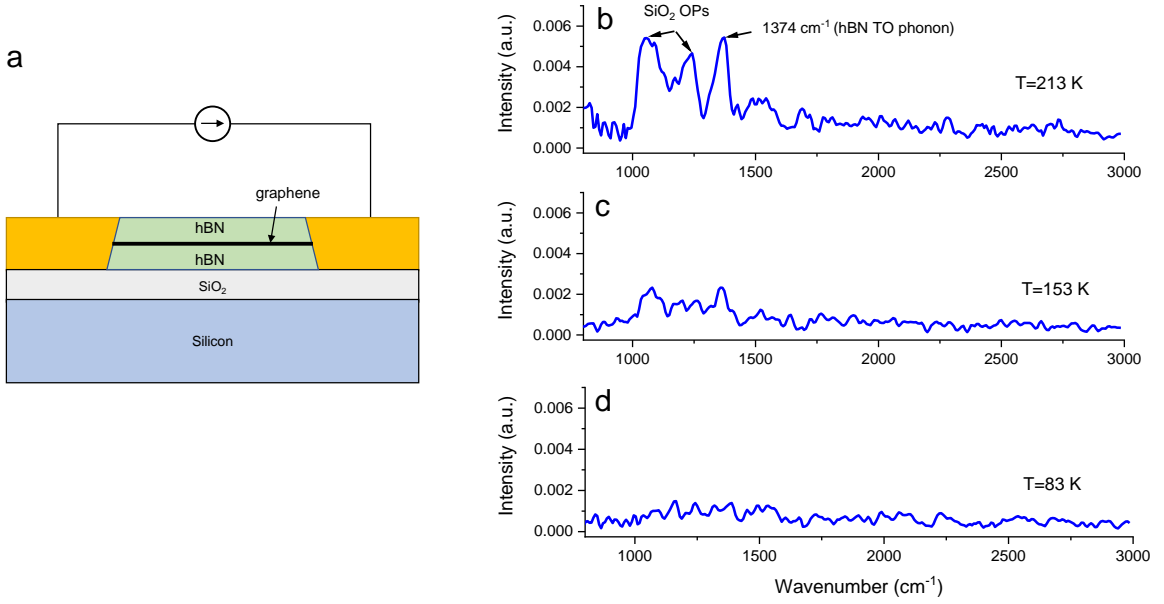 a
graphene
hBN
hBN
SiO₂
Silicon
b
SiO₂ OPs
1374 cm⁻¹ (hBN TO phonon)
T=213 K
Intensity (a.u.)
0.006
0.004
0.002
0.000
1000 1500 2000 2500 3000
c
T=153 K
Intensity (a.u.)
0.006
0.004
0.002
0.000
1000 1500 2000 2500 3000
d
T=83 K
Intensity (a.u.)
0.006
0.004
0.002
0.000
1000 1500 2000 2500 3000
Wavenumber (cm⁻¹)